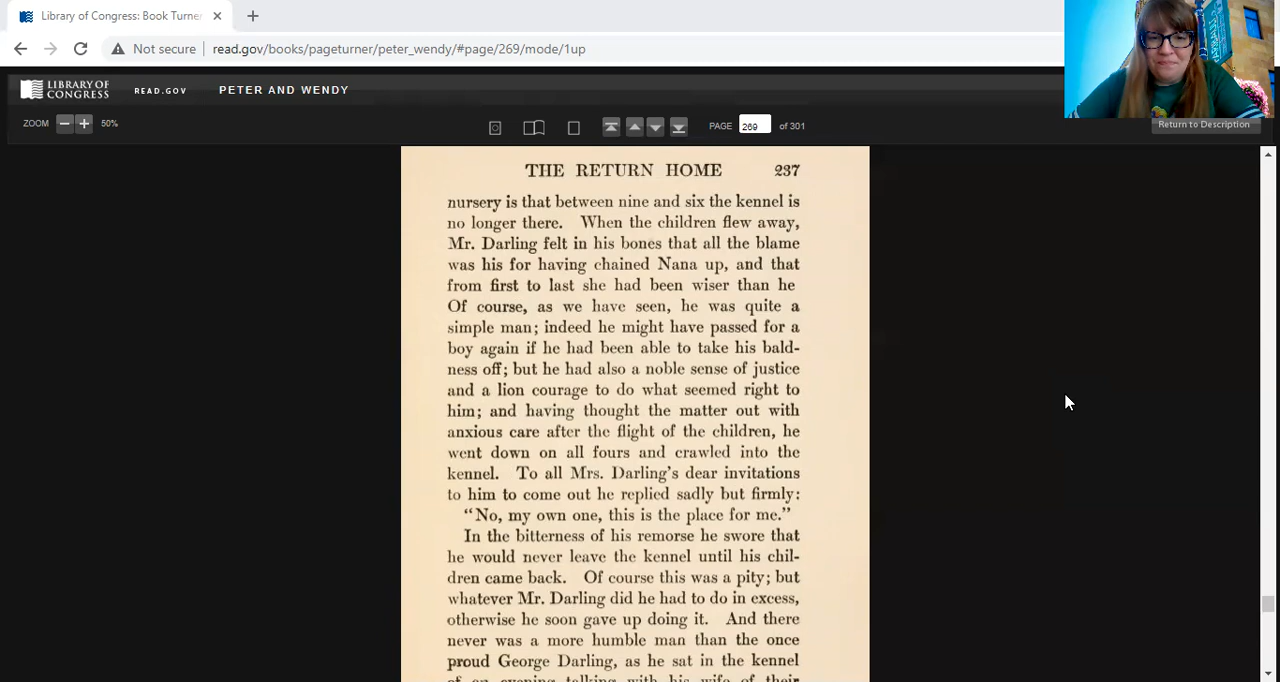 Library of Congress: Book Turner
Not secure read.gov/books/pageturner/peter_wendy/#page/269/mode/1up
LIBRARY OF CONGRESS READ.GOV PETER AND WENDY
ZOOM 50% PAGE 269 of 301 Return to Description
THE RETURN HOME 237
nursery is that between nine and six the kennel is
no longer there. When the children flew away,
Mr. Darling felt in his bones that all the blame
was his for having chained Nana up, and that
from first to last she had been wiser than he
Of course, as we have seen, he was quite a
simple man; indeed he might have passed for a
boy again if he had been able to take his bald-
ness off; but he had also a noble sense of justice
and a lion courage to do what seemed right to
him; and having thought the matter out with
anxious care after the flight of the children, he
went down on all fours and crawled into the
kennel. To all Mrs. Darling's dear invitations
to him to come out he replied sadly but firmly:
"No, my own one, this is the place for me."
In the bitterness of his remorse he swore that
he would never leave the kennel until his chil-
dren came back. Of course this was a pity; but
whatever Mr. Darling did he had to do in excess,
otherwise he soon gave up doing it. And there
never was a more humble man than the once
proud George Darling, as he sat in the kennel
of an evening talking with his wife of their